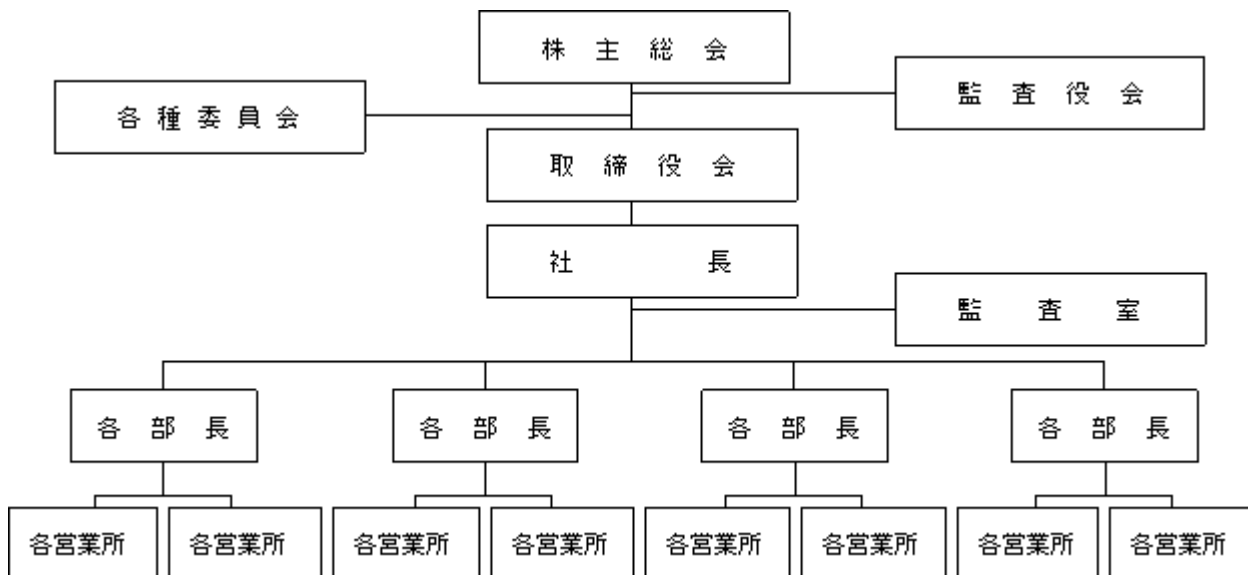 株主総会
監査役会
各種委員会
取締役会
社長
監査室
各部長
各部長
各部長
各部長
各営業所
各営業所
各営業所
各営業所
各営業所
各営業所
各営業所
各営業所